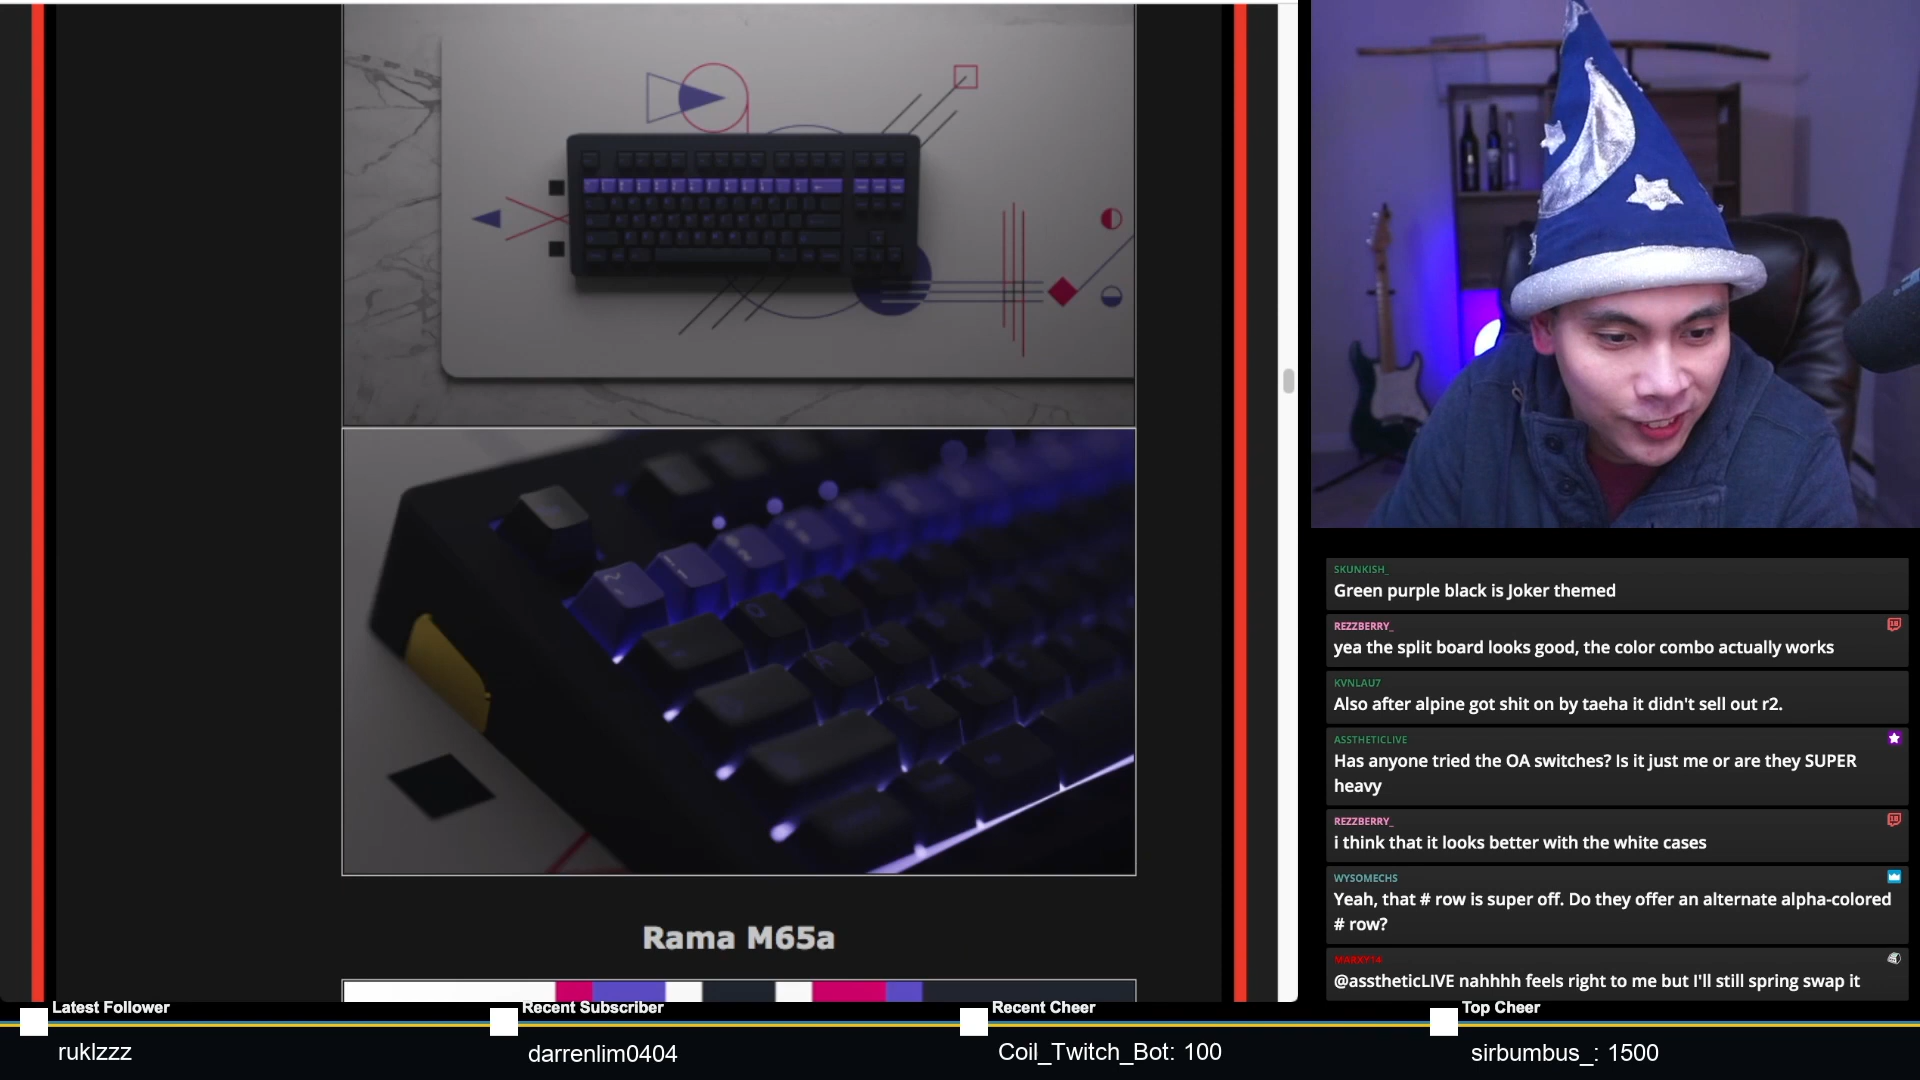 Rama M65a
SKUNKISH_
Green purple black is Joker themed
REZZBERRY_
yea the split board looks good, the color combo actually works
KVNLAU7
Also after alpine got shit on by taeha it didn't sell out r2.
ASSTHETICLIVE
Has anyone tried the OA switches? Is it just me or are they SUPER
heavy
REZZBERRY_
i think that it looks better with the white cases
WYSOMECHS
Yeah, that # row is super off. Do they offer an alternate alpha-colored
# row?
@asstheticLIVE nahhhh feels right to me but I'll still spring swap it
Latest Follower
ruklzzz
Recent Subscriber
darrenlim0404
Recent Cheer
Coil_Twitch_Bot: 100
Top Cheer
sirbumbus_: 1500